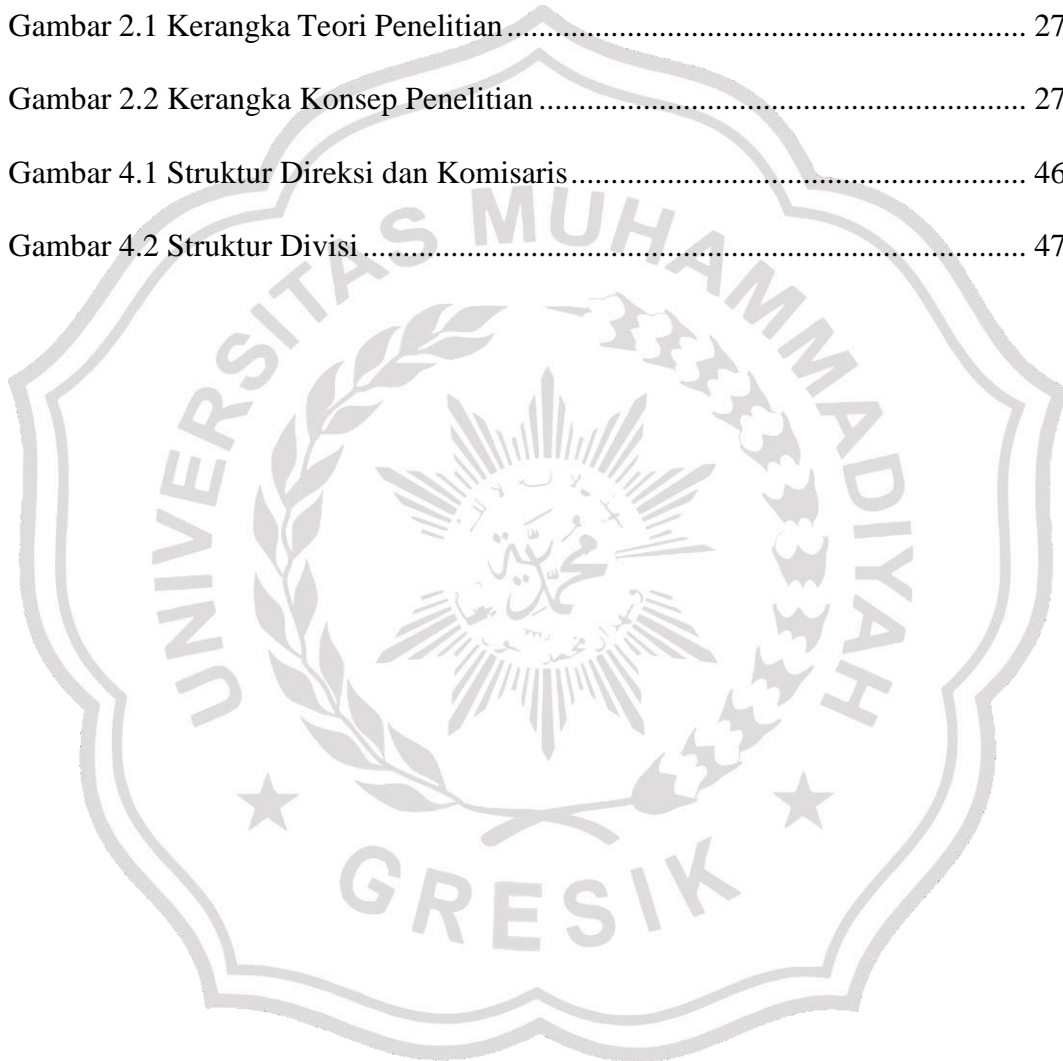 Gambar 2.1 Kerangka Teori Penelitian ........................................................................ 27
Gambar 2.2 Kerangka Konsep Penelitian .................................................................... 27
Gambar 4.1 Struktur Direksi dan Komisaris ............................................................... 46
Gambar 4.2 Struktur Divisi ............................................................................................ 47
UNIVERSITAS MUHAMMADIYAH
محمدية
GRESIK